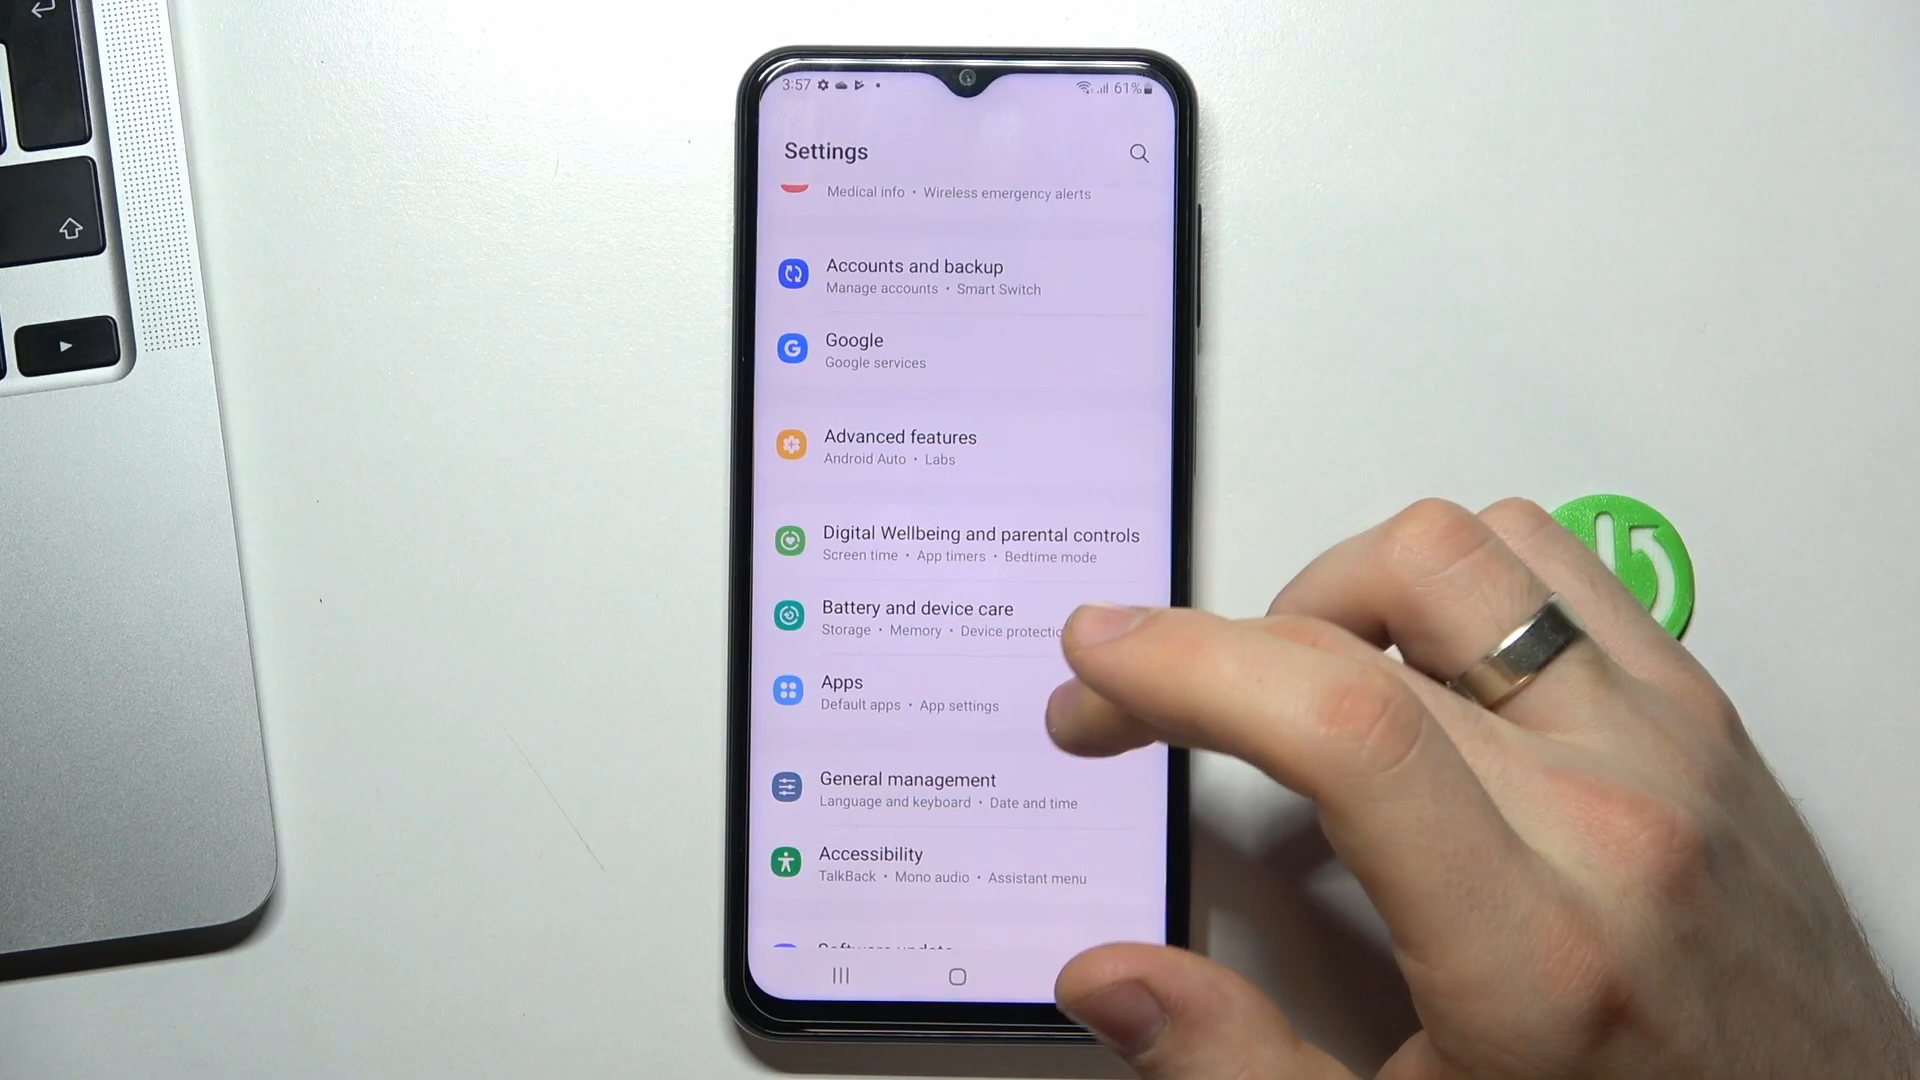 3:57
61%
Settings
Medical info • Wireless emergency alerts
Accounts and backup
Manage accounts • Smart Switch
Google
Google services
Advanced features
Android Auto • Labs
Digital Wellbeing and parental controls
Screen time • App timers • Bedtime mode
Battery and device care
Storage • Memory • Device protectio
Apps
Default apps • App settings
General management
Language and keyboard • Date and time
Accessibility
TalkBack • Mono audio • Assistant menu
Software update